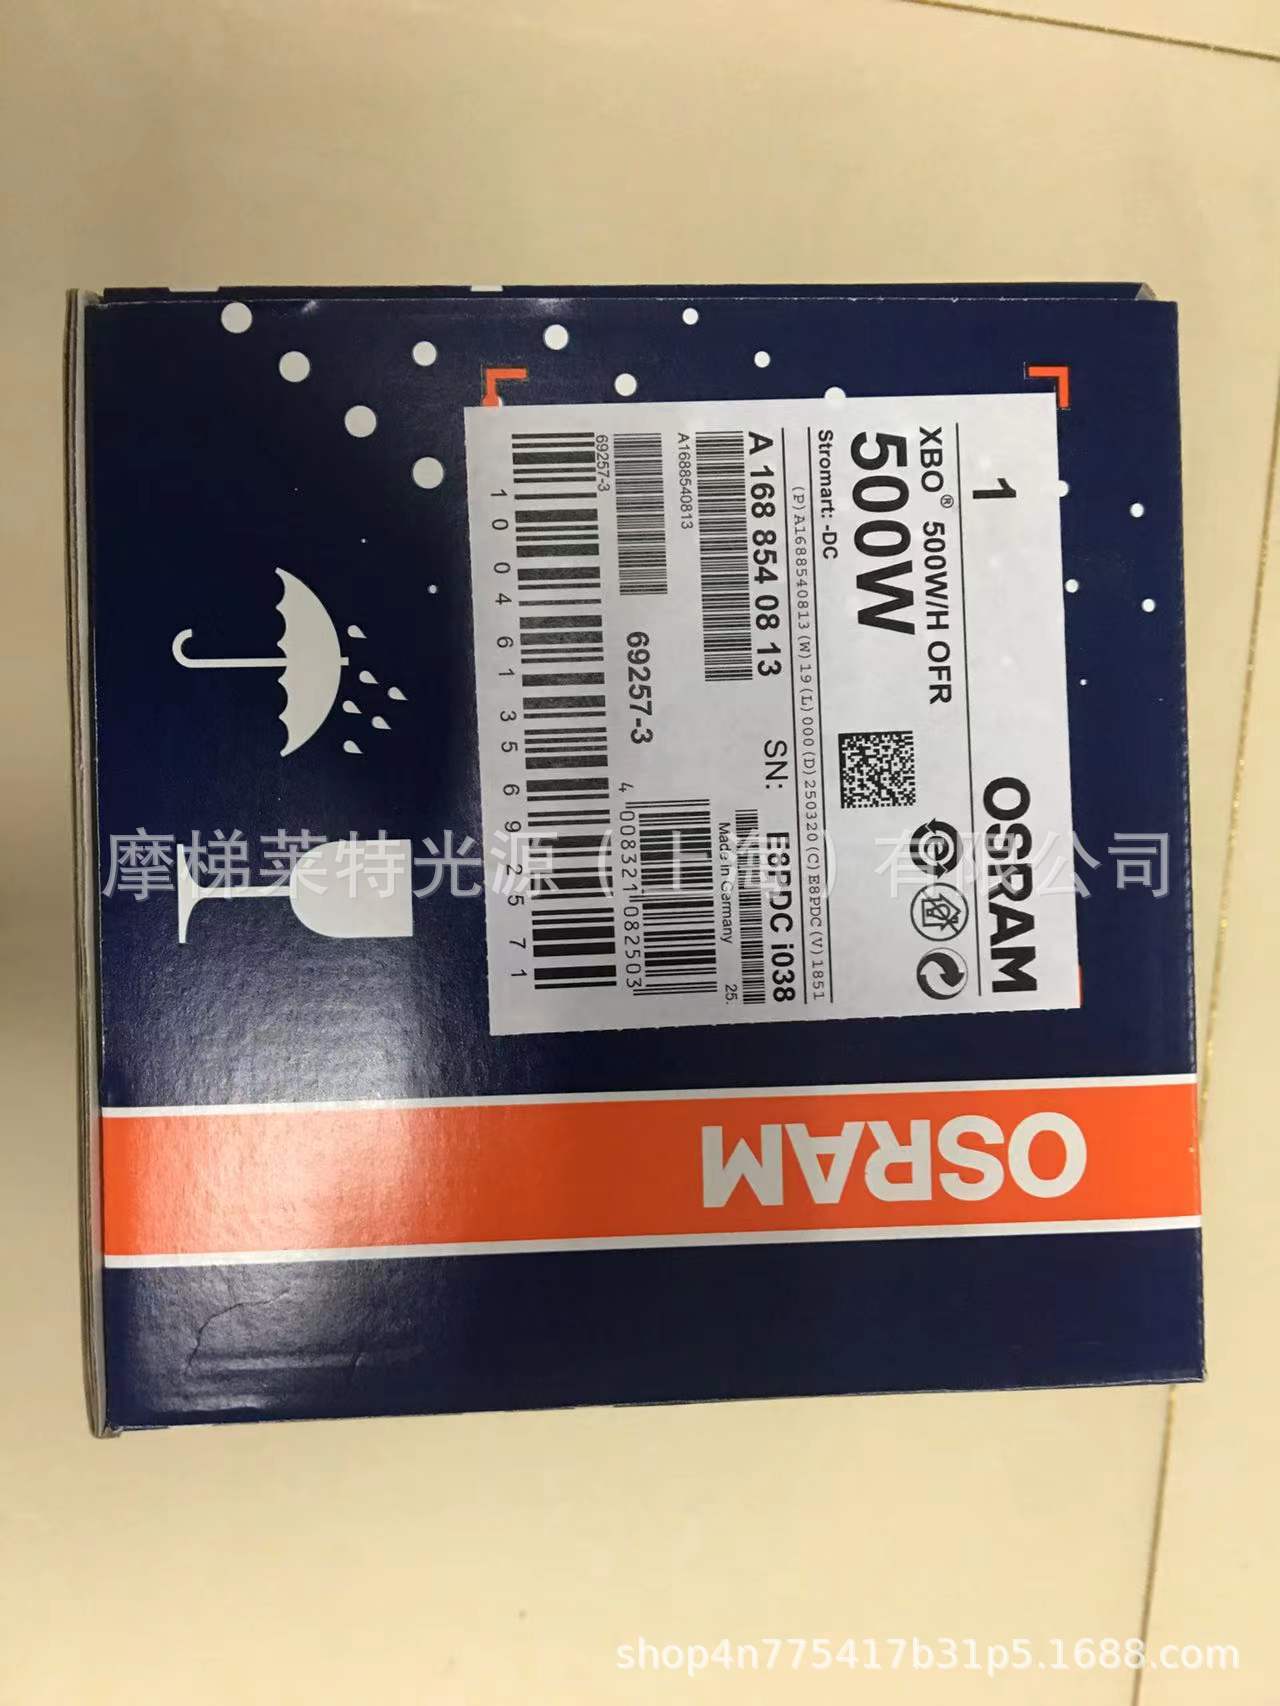 1 OSRAM
XBO® 500W/H OFR
500W
Stromart: -DC
(P)A1688540813(W)19(L)000(D)250320(C)E8PDC(V)1851
A 168 854 08 13 SN: E8PDC i038
A1688540813
Made in Germany 25.
69257-3
69257-3
4 008321 082503
1 0 0 4 6 1 3 5 6 9 2 5 7 1
OSRAM
摩梯莱特光源（上海）有限公司
shop4n775417b31p5.1688.com